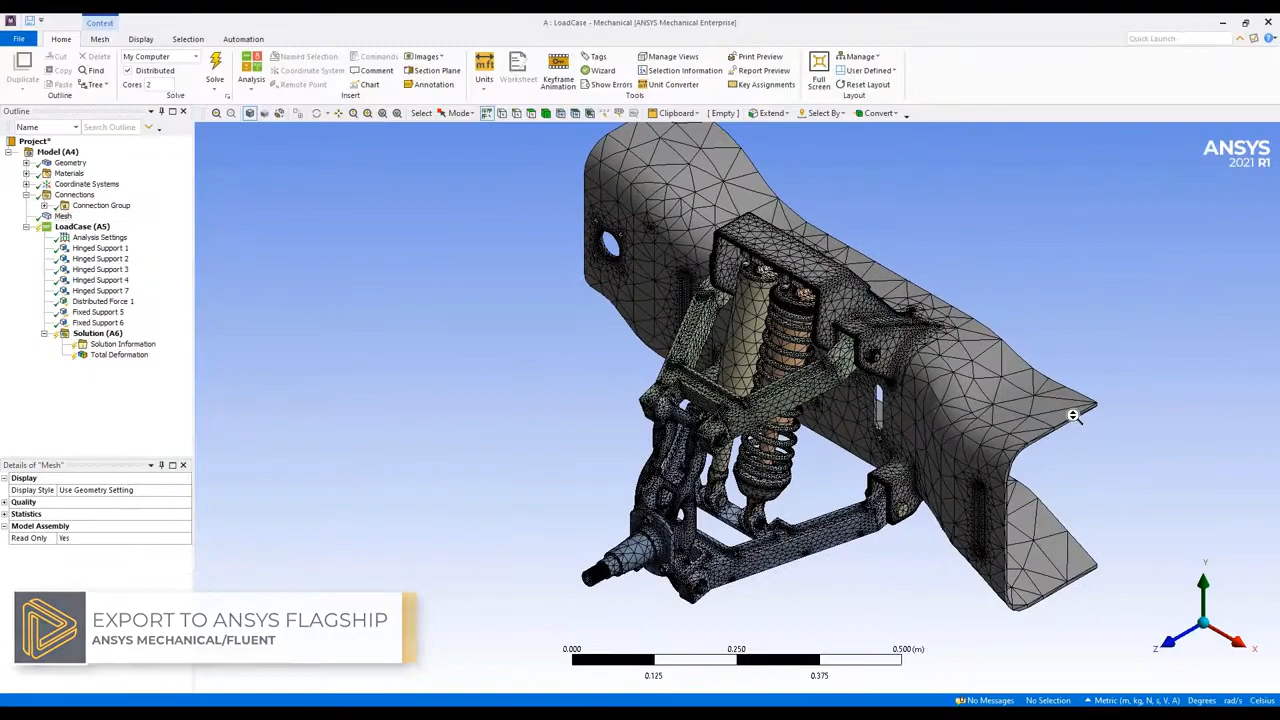 A : LoadCase - Mechanical [ANSYS Mechanical Enterprise]
Context
File Home Mesh Display Selection Automation
Quick Launch
Duplicate
Cut
Copy
Paste
Delete
Find
Tree
Outline
My Computer
Distributed
Cores 2
Solve
Solve
Analysis
Named Selection
Coordinate System
Remote Point
Commands
Comment
Chart
Images
Section Plane
Annotation
Insert
Units
Worksheet
Keyframe
Animation
Tags
Wizard
Show Errors
Manage Views
Selection Information
Unit Converter
Print Preview
Report Preview
Key Assignments
Tools
Full
Screen
Manage
User Defined
Reset Layout
Layout
Outline
Select Mode Clipboard [ Empty ] Extend Select By Convert
Name Search Outline
Project*
Model (A4)
Geometry
Materials
Coordinate Systems
Connections
Connection Group
Mesh
LoadCase (A5)
Analysis Settings
Hinged Support 1
Hinged Support 2
Hinged Support 3
Hinged Support 4
Hinged Support 7
Distributed Force 1
Fixed Support 5
Fixed Support 6
Solution (A6)
Solution Information
Total Deformation
ANSYS
2021 R1
Details of "Mesh"
Display
Display Style Use Geometry Setting
Quality
Statistics
Model Assembly
Read Only Yes
EXPORT TO ANSYS FLAGSHIP
ANSYS MECHANICAL/FLUENT
0.000 0.250 0.500 (m)
0.125 0.375
Y
Z X
No Messages No Selection Metric (m, kg, N, s, V, A) Degrees rad/s Celsius